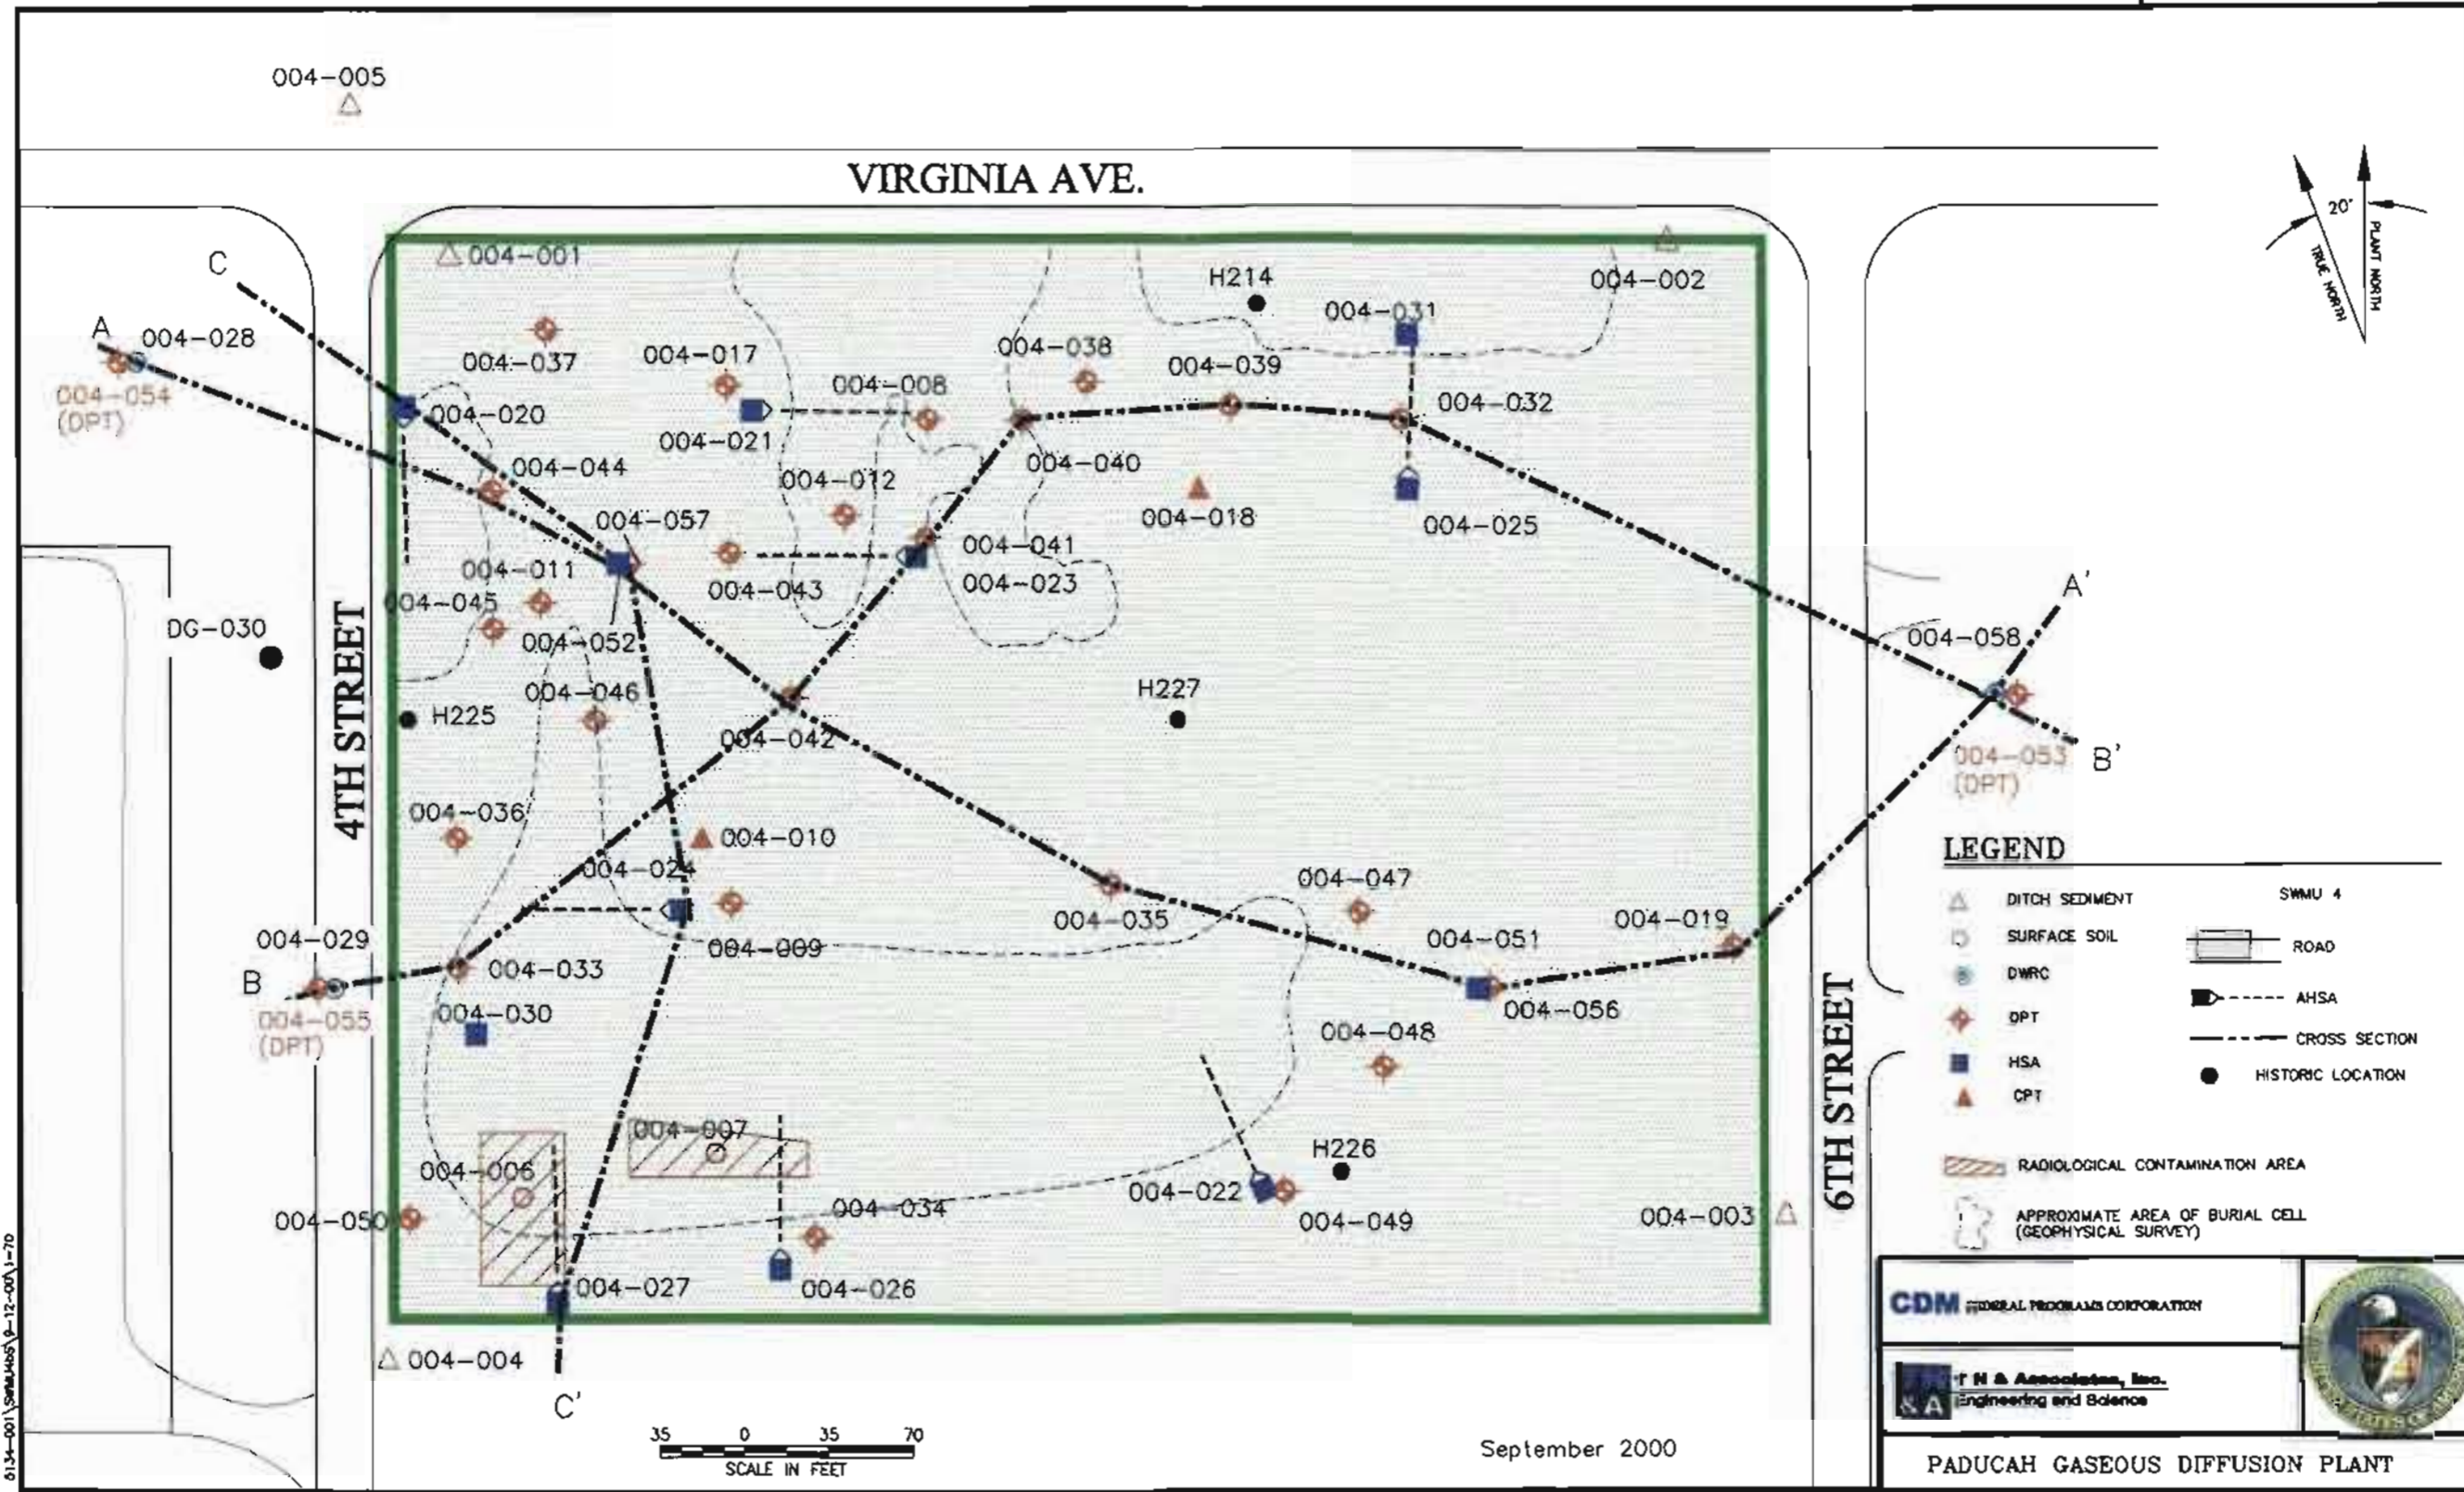 004-005
VIRGINIA AVE.
20°
TRUE NORTH
PLANT NORTH
C
004-001
004-002
H214
004-031
A
004-028
004-037
004-017
004-038
004-039
004-054
(DPT)
004-020
004-008
004-032
004-021
004-044
004-012
004-040
004-057
004-018
004-025
004-011
004-041
004-043
004-023
004-045
4TH STREET
DG-030
004-052
A'
004-058
004-046
H227
H225
004-042
004-053
(DPT)
B'
004-036
004-010
004-024
004-047
004-035
004-019
004-029
004-009
004-051
B
004-033
004-055
(DPT)
004-030
004-056
004-048
6TH STREET
004-007
004-006
H226
004-022
004-050
004-034
004-049
004-003
004-027
004-026
004-004
C'
LEGEND
DITCH SEDIMENT
SURFACE SOIL
DWRC
DPT
HSA
CPT
SWMU 4
ROAD
AHSA
CROSS SECTION
HISTORIC LOCATION
RADIOLOGICAL CONTAMINATION AREA
APPROXIMATE AREA OF BURIAL CELL
(GEOPHYSICAL SURVEY)
35 0 35 70
SCALE IN FEET
September 2000
CDM FEDERAL PROGRAMS CORPORATION
N & Associates, Inc.
& A Engineering and Science
PADUCAH GASEOUS DIFFUSION PLANT